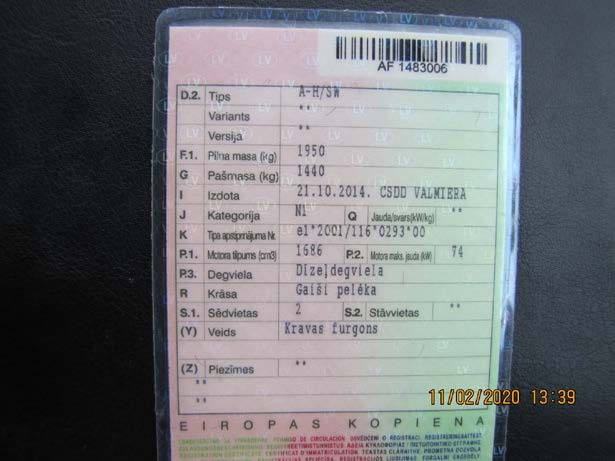 AF 1483006
D.2. Tips A-H/SW
Variants **
Versija **
F.1. Pilna masa (kg) 1950
G Pašmasa (kg) 1440
I Izdota 21.10.2014. CSDD VALMIERA
J Kategorija N1 Q Jauda/svars(kW/kg) **
K Tipa apstiprinājuma Nr. e1*2001/116*0293*00
P.1. Motora tilpums (cm3) 1686 P.2. Motora maks. jauda (kW) 74
P.3. Degviela Dīzeļdegviela
R Krāsa Gaiši pelēka
S.1. Sēdvietas 2 S.2. Stāvvietas **
(Y) Veids Kravas furgons
(Z) Piezīmes **
**
**
11/02/2020 13:39
EIROPAS KOPIENA